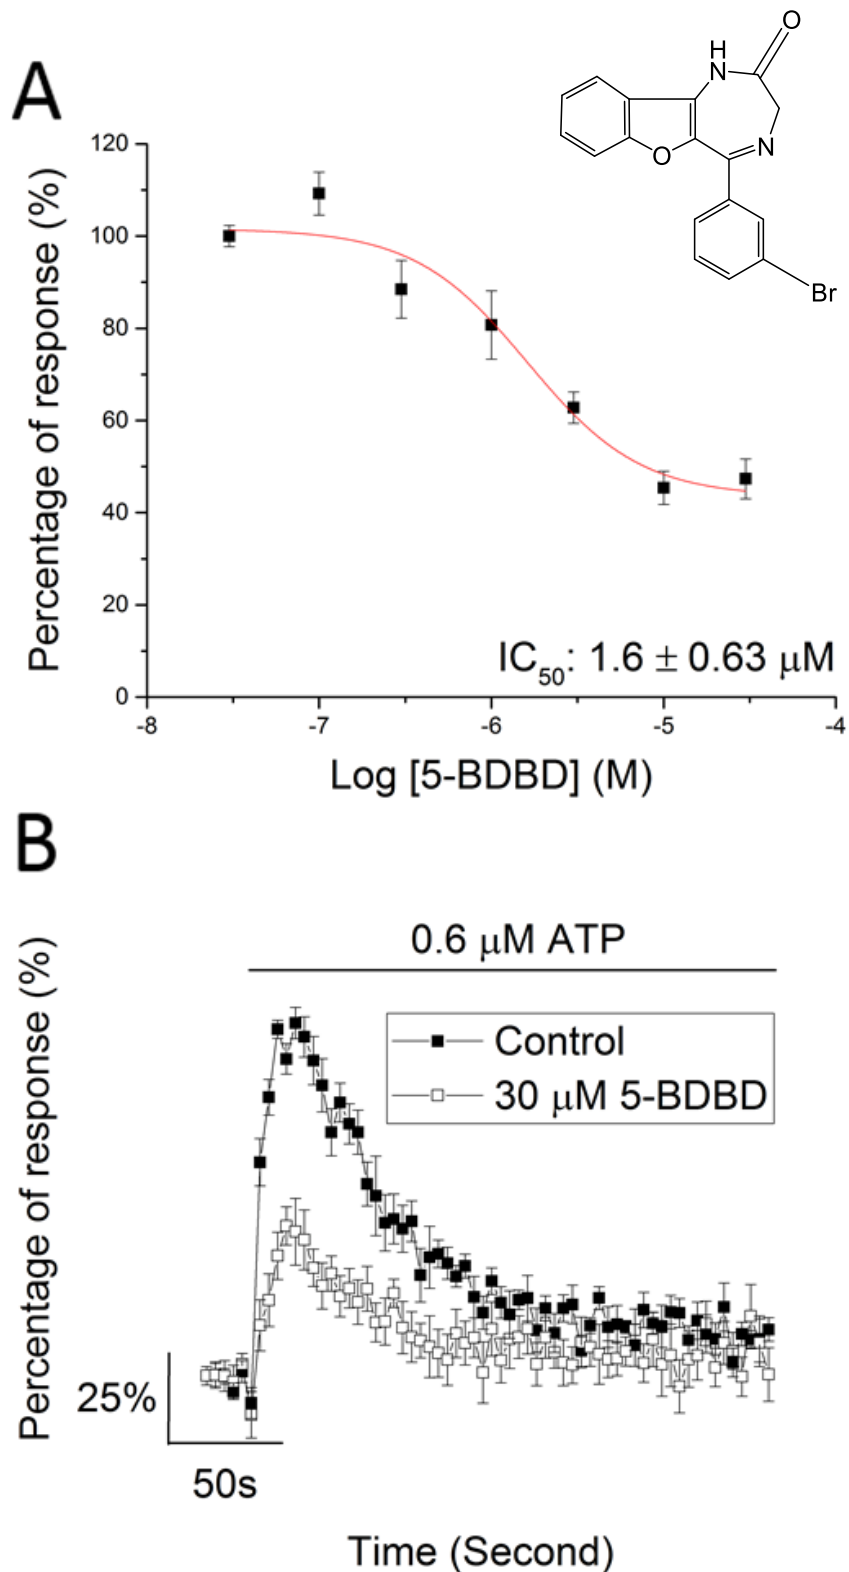 A
H
N
O
O
N
Br
Percentage of response (%)
120
100
80
60
40
20
0
IC50: 1.6 ± 0.63 μM
-8 -7 -6 -5 -4
Log [5-BDBD] (M)
B
Percentage of response (%)
0.6 μM ATP
Control
30 μM 5-BDBD
25%
50s
Time (Second)